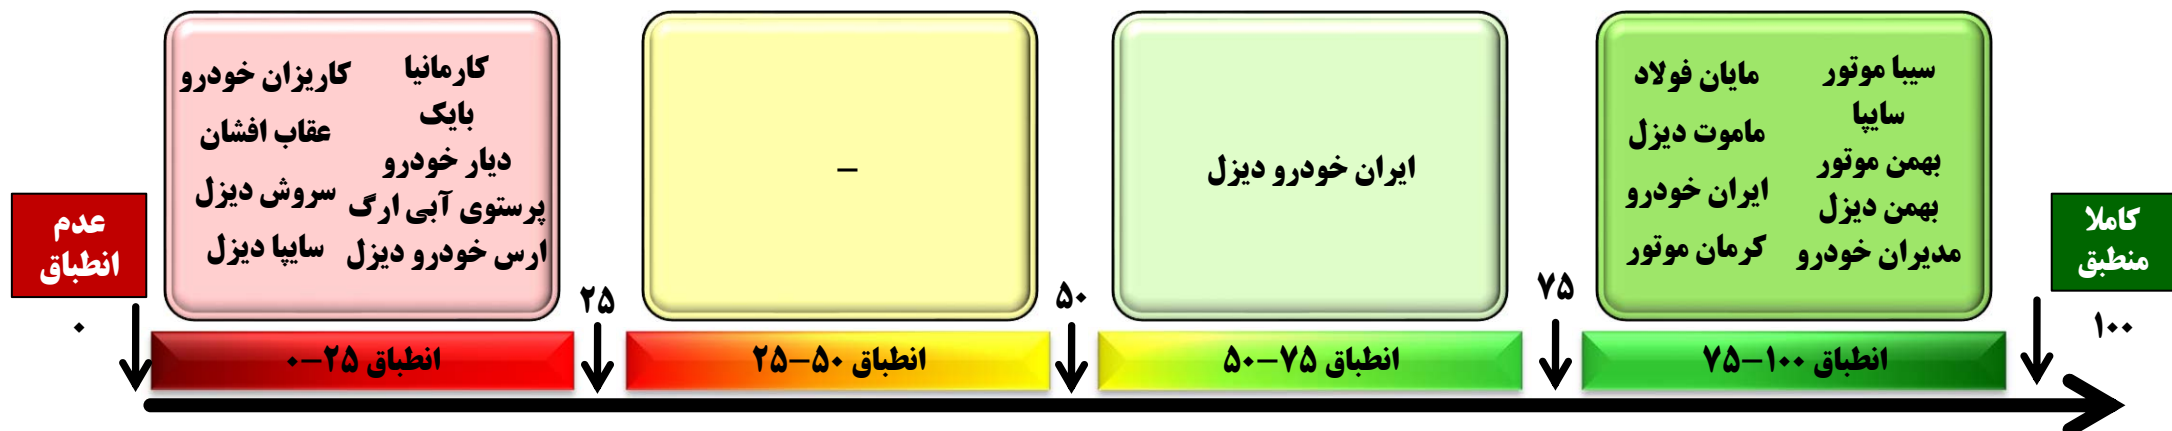 کاملا
منطبق
۱۰۰
سیبا موتور
سایپا
بهمن موتور
بهمن دیزل
مدیران خودرو
مایان فولاد
ماموت دیزل
ایران خودرو
کرمان موتور
انطباق ۱۰۰-۷۵
۷۵
ایران خودرو دیزل
انطباق ۷۵-۵۰
۵۰
-
انطباق ۵۰-۲۵
۲۵
کارمانیا
بایک
دیار خودرو
پرستوی آبی ارگ
ارس خودرو دیزل
کاریزان خودرو
عقاب افشان
سروش دیزل
سایپا دیزل
انطباق ۲۵-۰
عدم
انطباق
۰